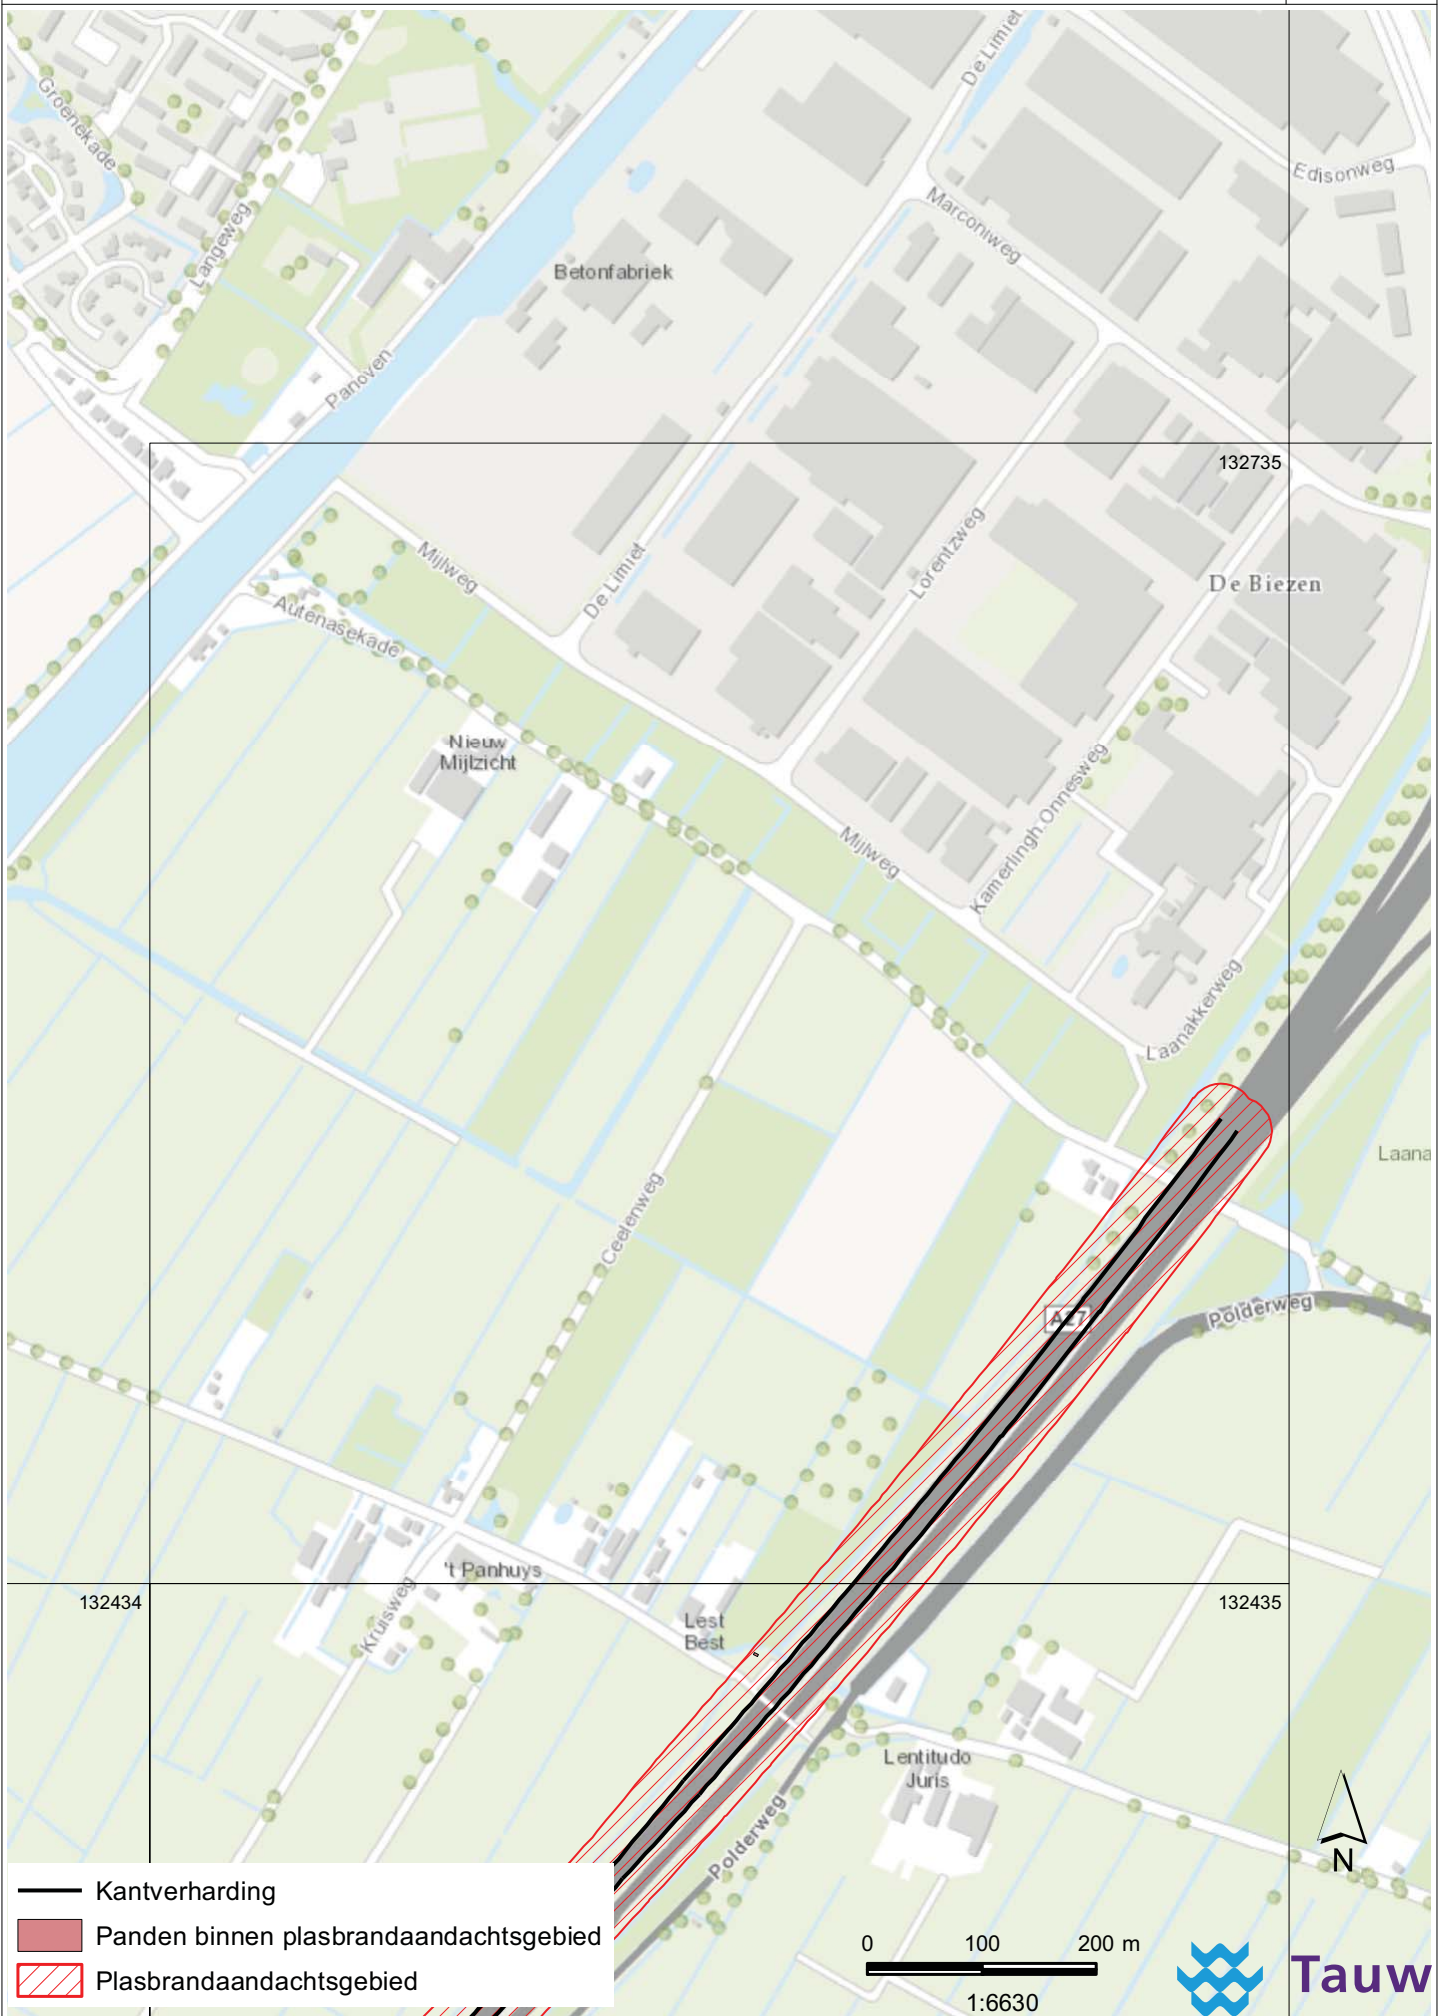 De Limiet
Groenekade
Edisonweg
Langeweg
Marconiweg
Betonfabriek
Panoven
132735
Mijlweg
De Limiet
Lorentzweg
De Biezen
Autenasekade
Nieuw
Mijlzicht
Mijlweg
Kamerlingh Onnesweg
Laanakkerweg
Laana
Ceelenweg
A27
Polderweg
't Panhuys
132434
132435
Kruisweg
Lest
Best
Lentitudo
Juris
Polderweg
N
Kantverharding
Panden binnen plasbrandaandachtsgebied
Plasbrandaandachtsgebied
0 100 200 m
1:6630
Tauw